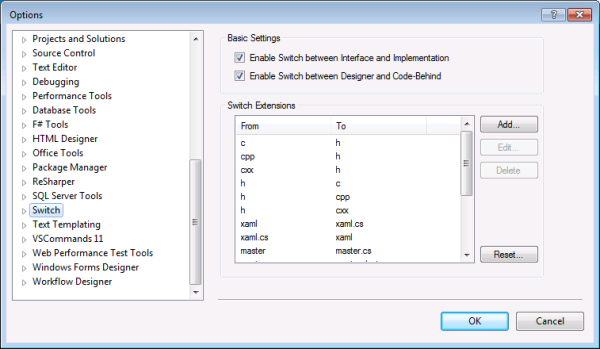 Options
Projects and Solutions
Source Control
Text Editor
Debugging
Performance Tools
Database Tools
F# Tools
HTML Designer
Office Tools
Package Manager
ReSharper
SQL Server Tools
Switch
Text Templating
VSCommands 11
Web Performance Test Tools
Windows Forms Designer
Workflow Designer
Basic Settings
Enable Switch between Interface and Implementation
Enable Switch between Designer and Code-Behind
Switch Extensions
From To
c h
cpp h
cxx h
h c
h cpp
h cxx
xaml xaml.cs
xaml.cs xaml
master master.cs
Add...
Edit...
Delete
Reset...
OK Cancel